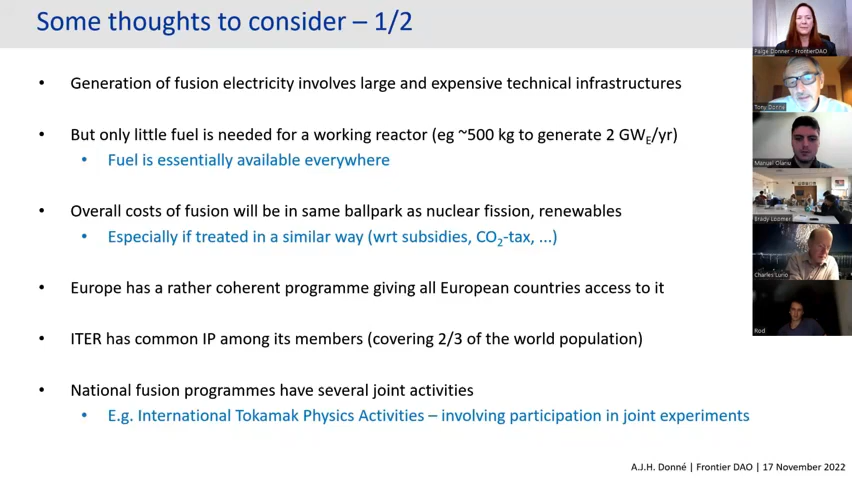 Some thoughts to consider – 1/2
• Generation of fusion electricity involves large and expensive technical infrastructures
• But only little fuel is needed for a working reactor (eg ~500 kg to generate 2 GWE/yr)
• Fuel is essentially available everywhere
• Overall costs of fusion will be in same ballpark as nuclear fission, renewables
• Especially if treated in a similar way (wrt subsidies, CO2-tax, ...)
• Europe has a rather coherent programme giving all European countries access to it
• ITER has common IP among its members (covering 2/3 of the world population)
• National fusion programmes have several joint activities
• E.g. International Tokamak Physics Activities – involving participation in joint experiments
A.J.H. Donné | Frontier DAO | 17 November 2022
Paige Donner - FrontierDAO
Tony Donné
Manuel Olariu
Brady Loomer
Charles Lurio
Rod